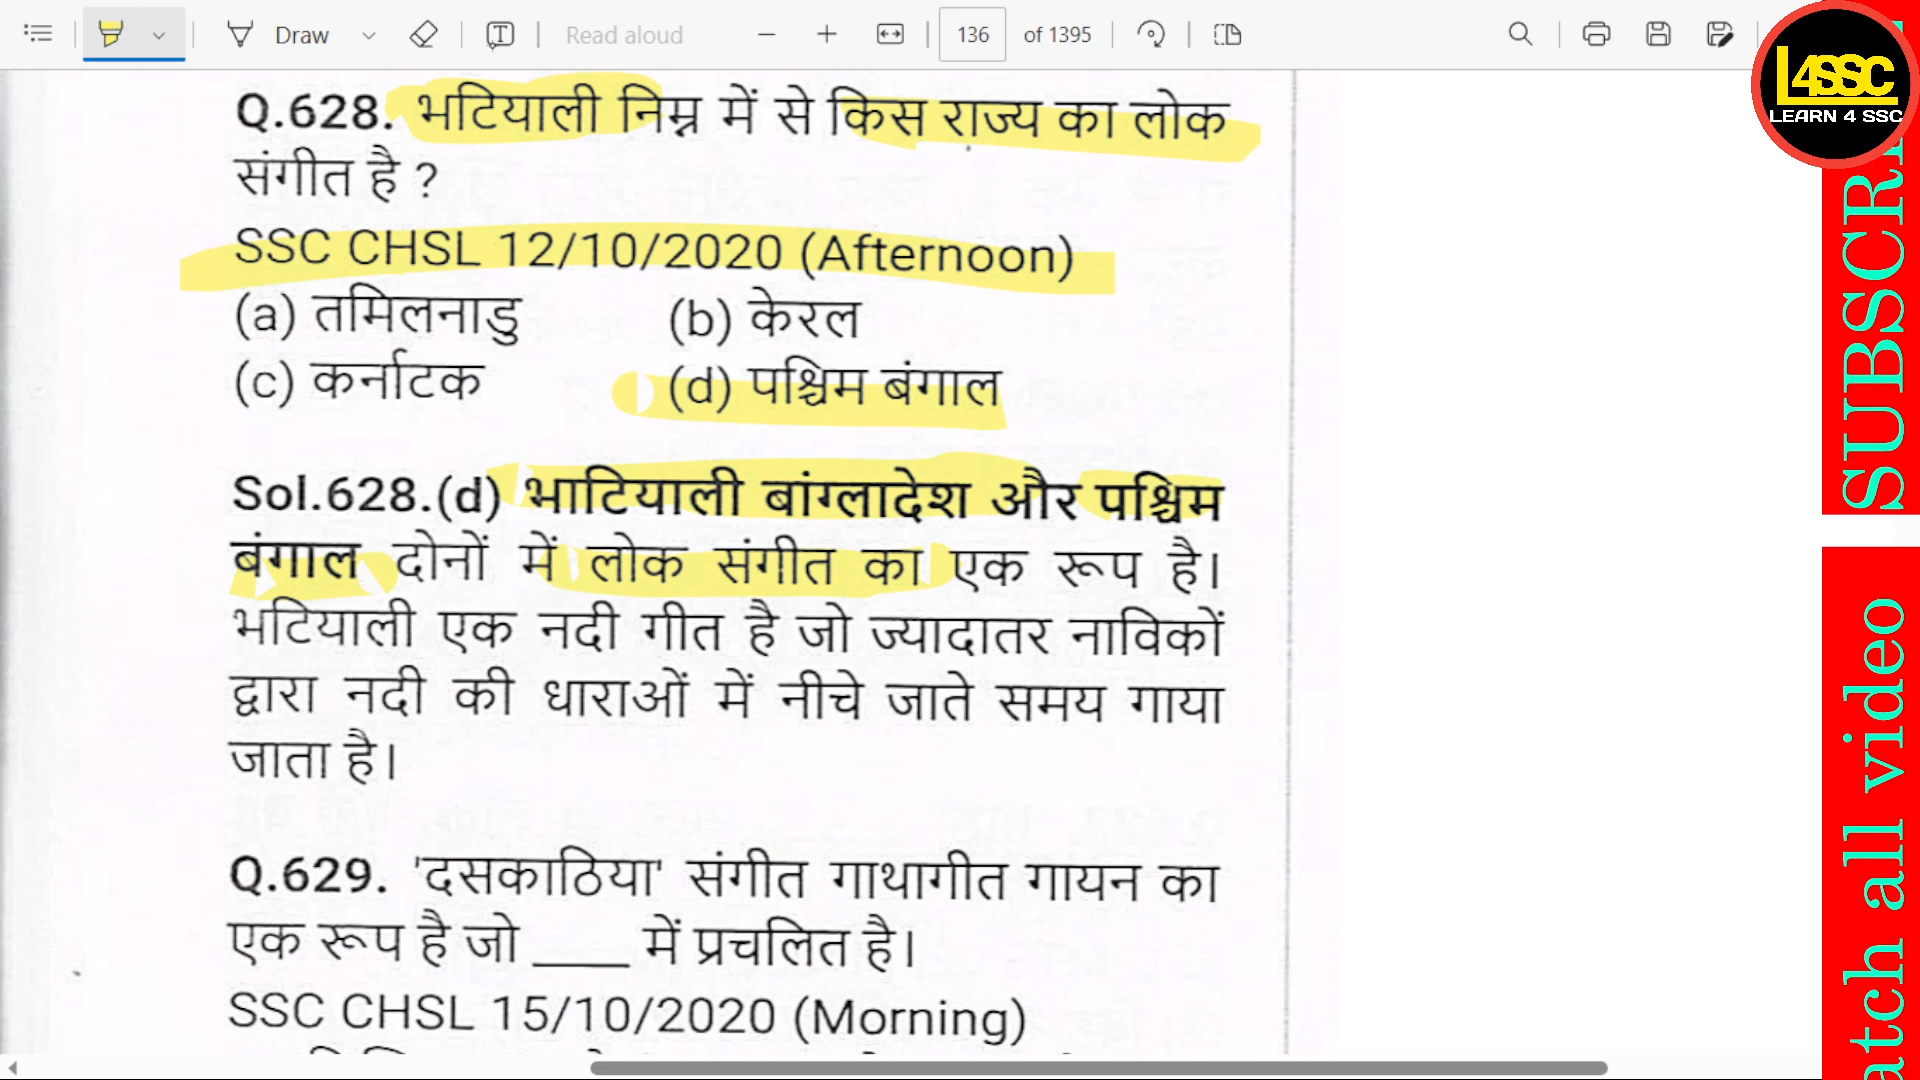 Draw
Read aloud
136
of 1395
L4SSC
LEARN 4 SSC
Q.628. भटियाली निम्न में से किस राज्य का लोक
संगीत है ?
SSC CHSL 12/10/2020 (Afternoon)
(a) तमिलनाडु (b) केरल
(c) कर्नाटक (d) पश्चिम बंगाल
Sol.628.(d) भाटियाली बांग्लादेश और पश्चिम
बंगाल दोनों में लोक संगीत का एक रूप है।
भटियाली एक नदी गीत है जो ज्यादातर नाविकों
द्वारा नदी की धाराओं में नीचे जाते समय गाया
जाता है।
Q.629. 'दसकाठिया' संगीत गाथागीत गायन का
एक रूप है जो ____ में प्रचलित है।
SSC CHSL 15/10/2020 (Morning)
SUBSCR
atch all video